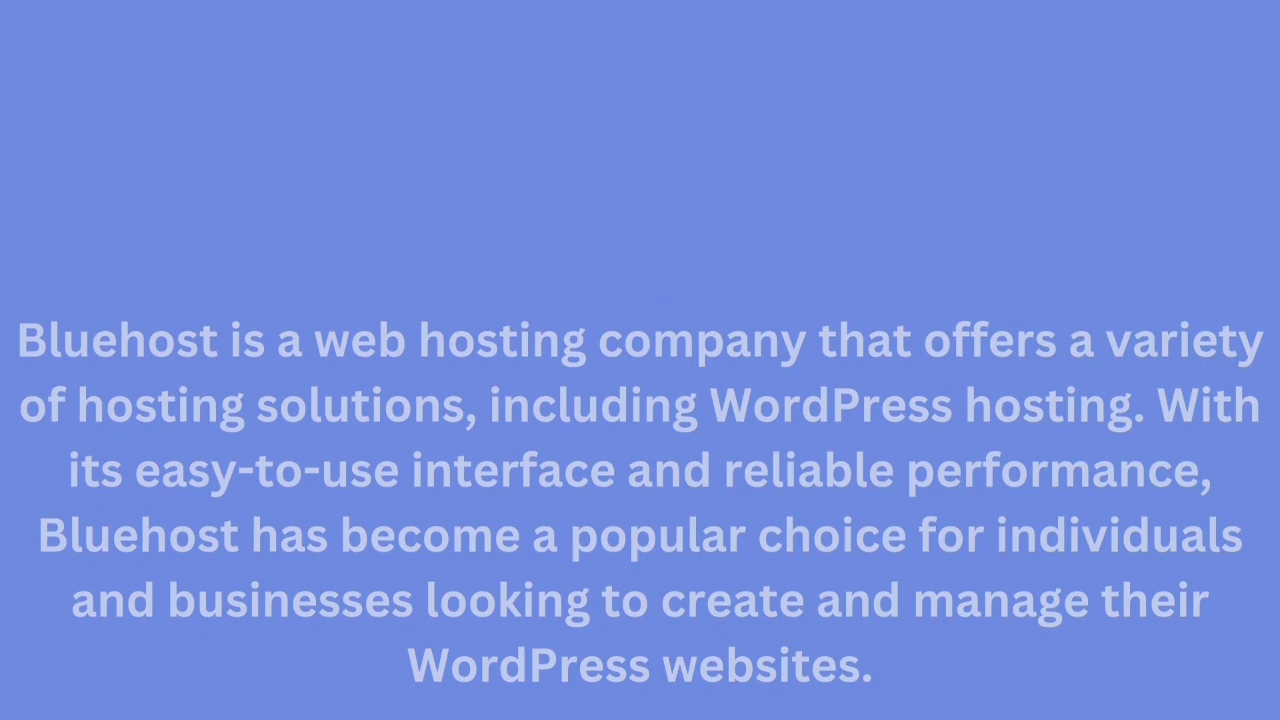 Bluehost is a web hosting company that offers a variety
of hosting solutions, including WordPress hosting. With
its easy-to-use interface and reliable performance,
Bluehost has become a popular choice for individuals
and businesses looking to create and manage their
WordPress websites.